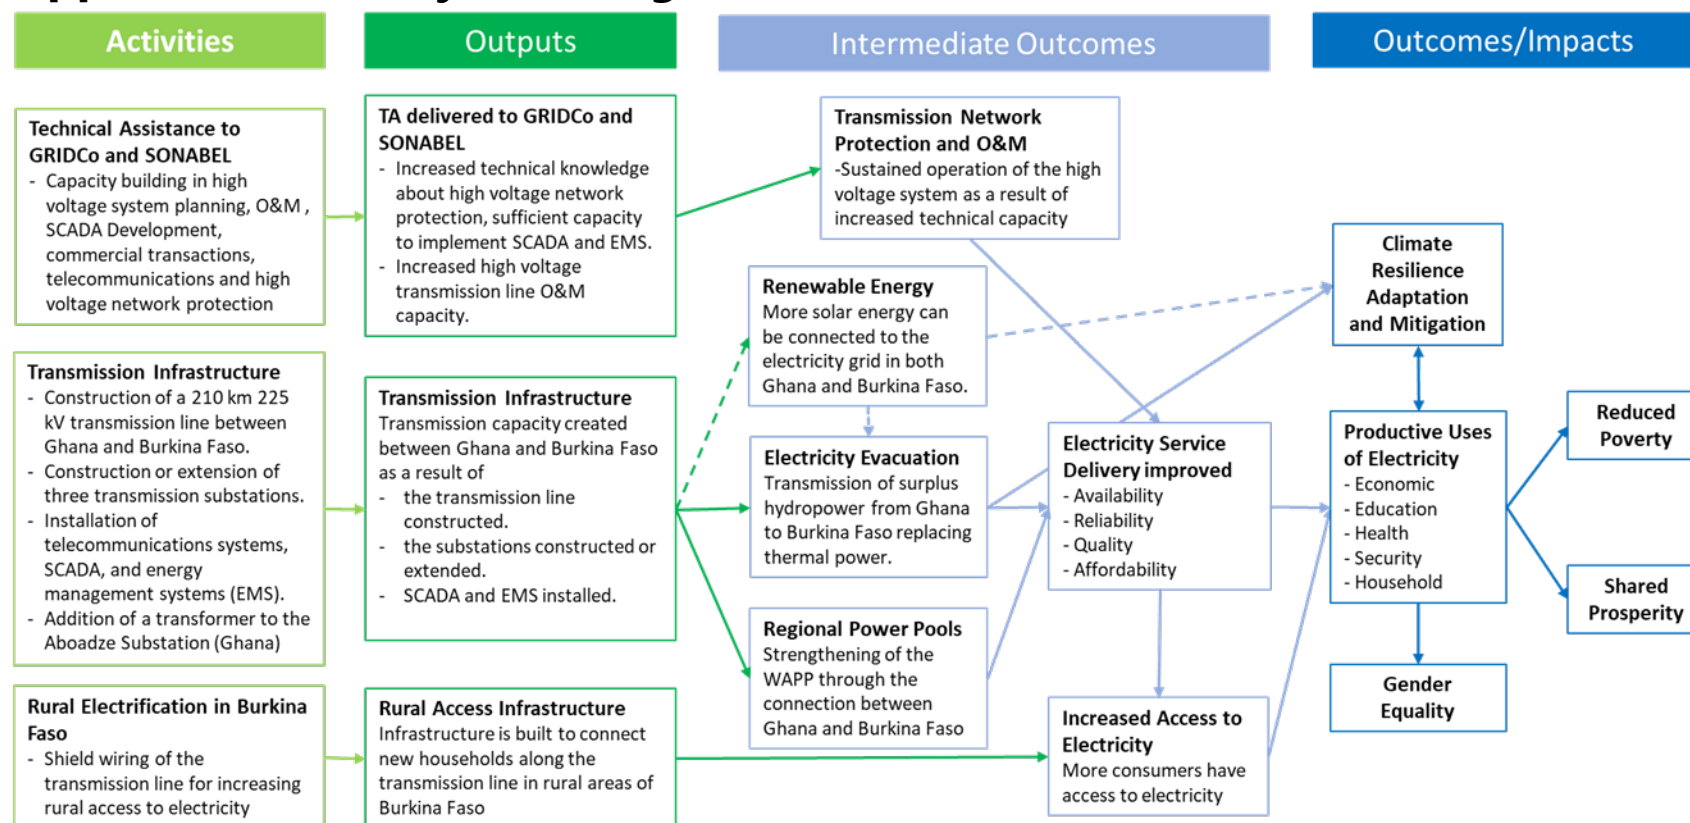 Activities
Outputs
Intermediate Outcomes
Outcomes/Impacts
Technical Assistance to
GRIDCo and SONABEL
- Capacity building in high
voltage system planning, O&M ,
SCADA Development,
commercial transactions,
telecommunications and high
voltage network protection
Transmission Infrastructure
- Construction of a 210 km 225
kV transmission line between
Ghana and Burkina Faso.
- Construction or extension of
three transmission substations.
- Installation of
telecommunications systems,
SCADA, and energy
management systems (EMS).
- Addition of a transformer to the
Aboadze Substation (Ghana)
Rural Electrification in Burkina
Faso
- Shield wiring of the
transmission line for increasing
rural access to electricity
TA delivered to GRIDCo and
SONABEL
- Increased technical knowledge
about high voltage network
protection, sufficient capacity
to implement SCADA and EMS.
- Increased high voltage
transmission line O&M
capacity.
Transmission Infrastructure
Transmission capacity created
between Ghana and Burkina Faso
as a result of
- the transmission line
constructed.
- the substations constructed or
extended.
- SCADA and EMS installed.
Rural Access Infrastructure
Infrastructure is built to connect
new households along the
transmission line in rural areas of
Burkina Faso
Transmission Network
Protection and O&M
-Sustained operation of the high
voltage system as a result of
increased technical capacity
Renewable Energy
More solar energy can
be connected to the
electricity grid in both
Ghana and Burkina Faso.
Electricity Evacuation
Transmission of surplus
hydropower from Ghana
to Burkina Faso replacing
thermal power.
Regional Power Pools
Strengthening of the
WAPP through the
connection between
Ghana and Burkina Faso
Electricity Service
Delivery improved
- Availability
- Reliability
- Quality
- Affordability
Increased Access to
Electricity
More consumers have
access to electricity
Climate
Resilience
Adaptation
and Mitigation
Productive Uses
of Electricity
- Economic
- Education
- Health
- Security
- Household
Gender
Equality
Reduced
Poverty
Shared
Prosperity